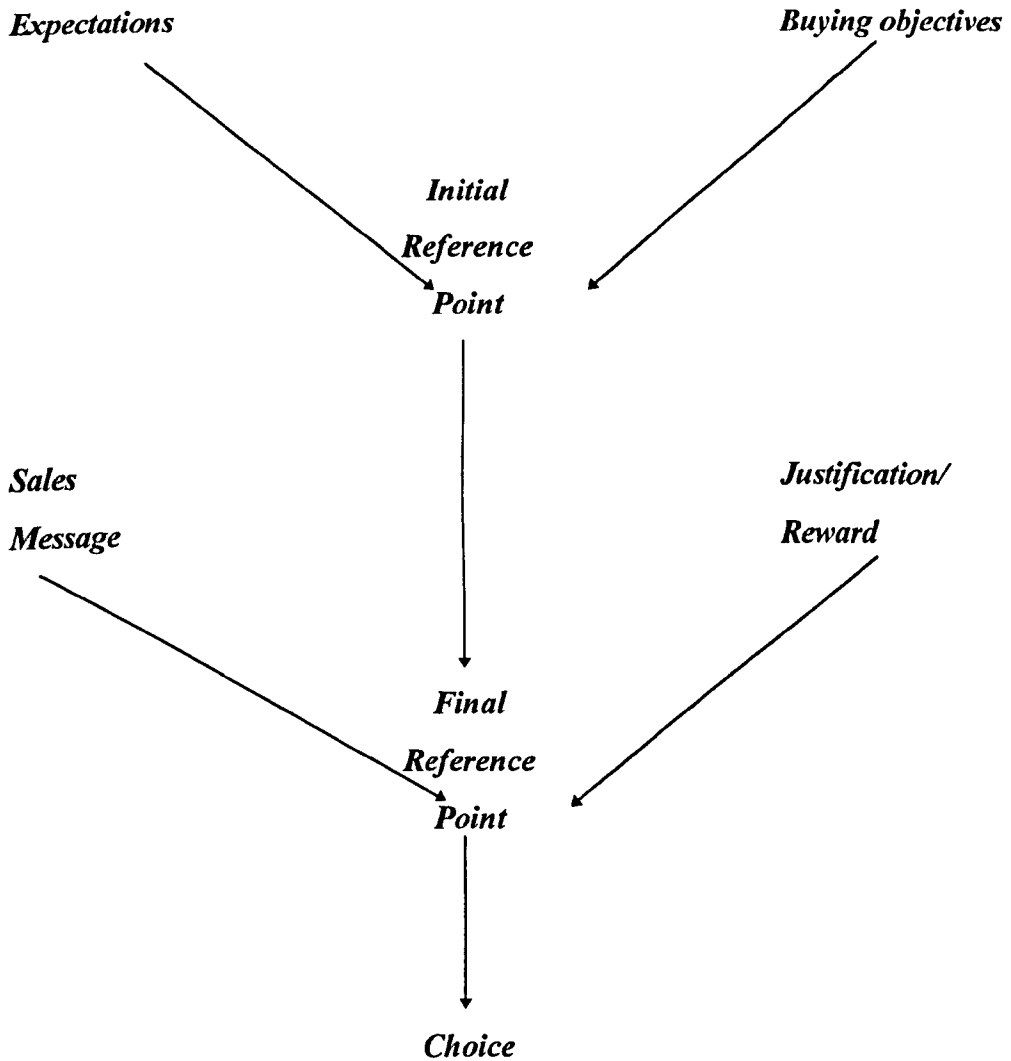 Expectations
Buying objectives
Initial
Reference
Point
Sales
Message
Justification/
Reward
Final
Reference
Point
Choice